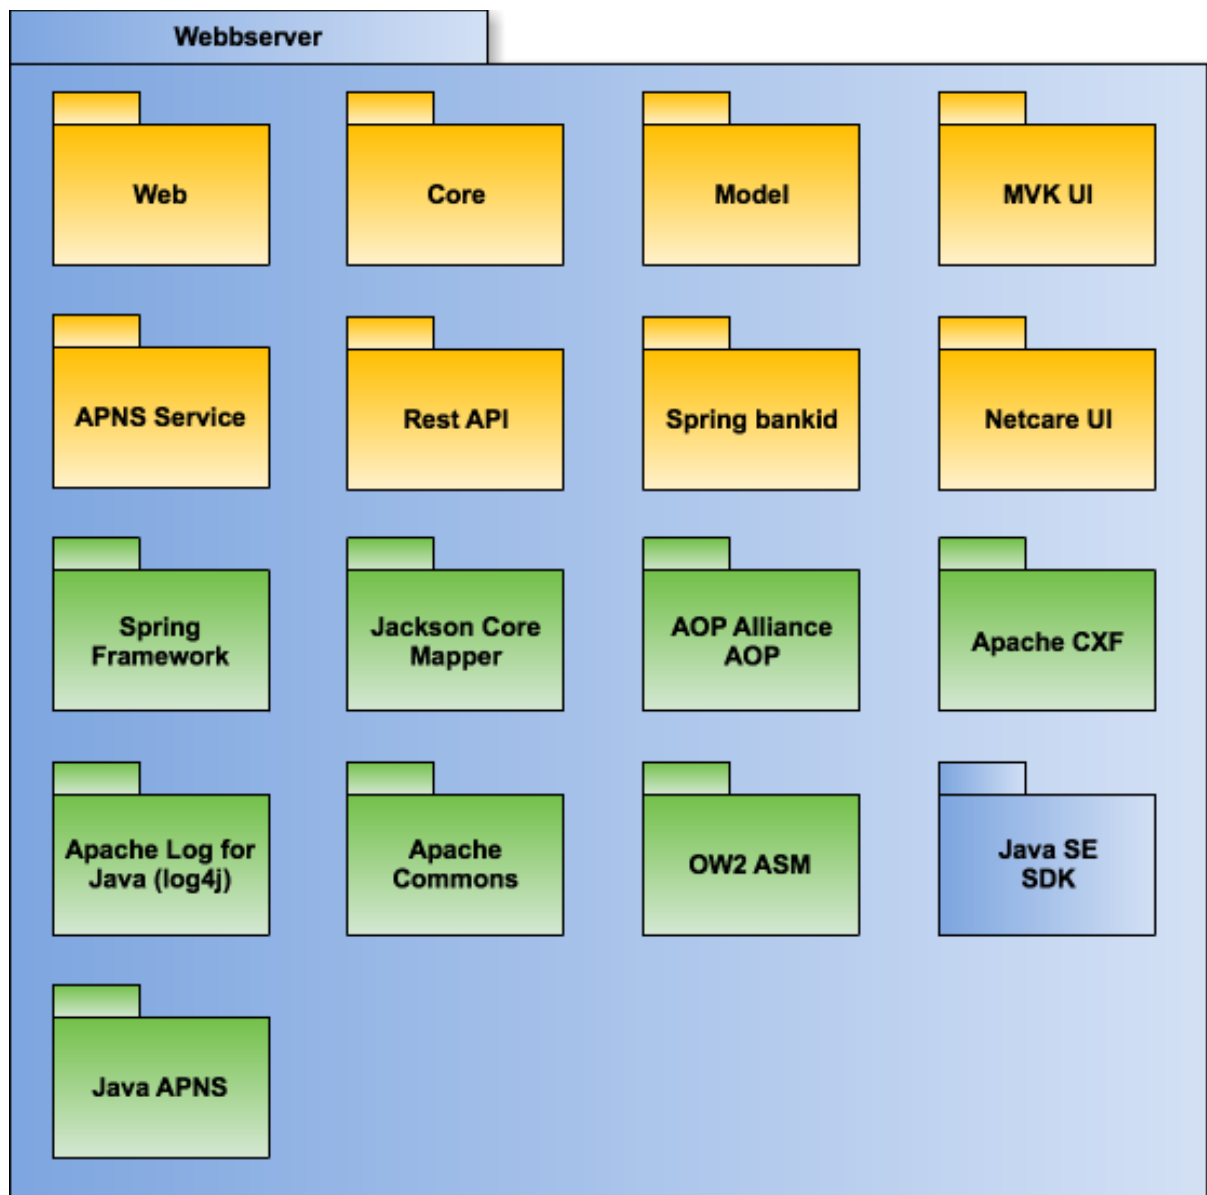 Webbserver
Web
Core
Model
MVK UI
APNS Service
Rest API
Spring bankid
Netcare UI
Spring
Framework
Jackson Core
Mapper
AOP Alliance
AOP
Apache CXF
Apache Log for
Java (log4j)
Apache
Commons
OW2 ASM
Java SE
SDK
Java APNS